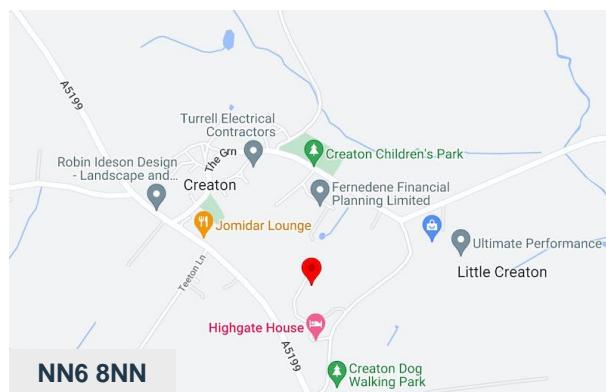 A5199
Turrell Electrical
Contractors
The Grn
Creaton Children's Park
Robin Ideson Design
- Landscape and...
Creaton
Fernedene Financial
Planning Limited
Jomidar Lounge
Ultimate Performance
Teeton Ln
Little Creaton
Highgate House
A5199
Creaton Dog
Walking Park
NN6 8NN